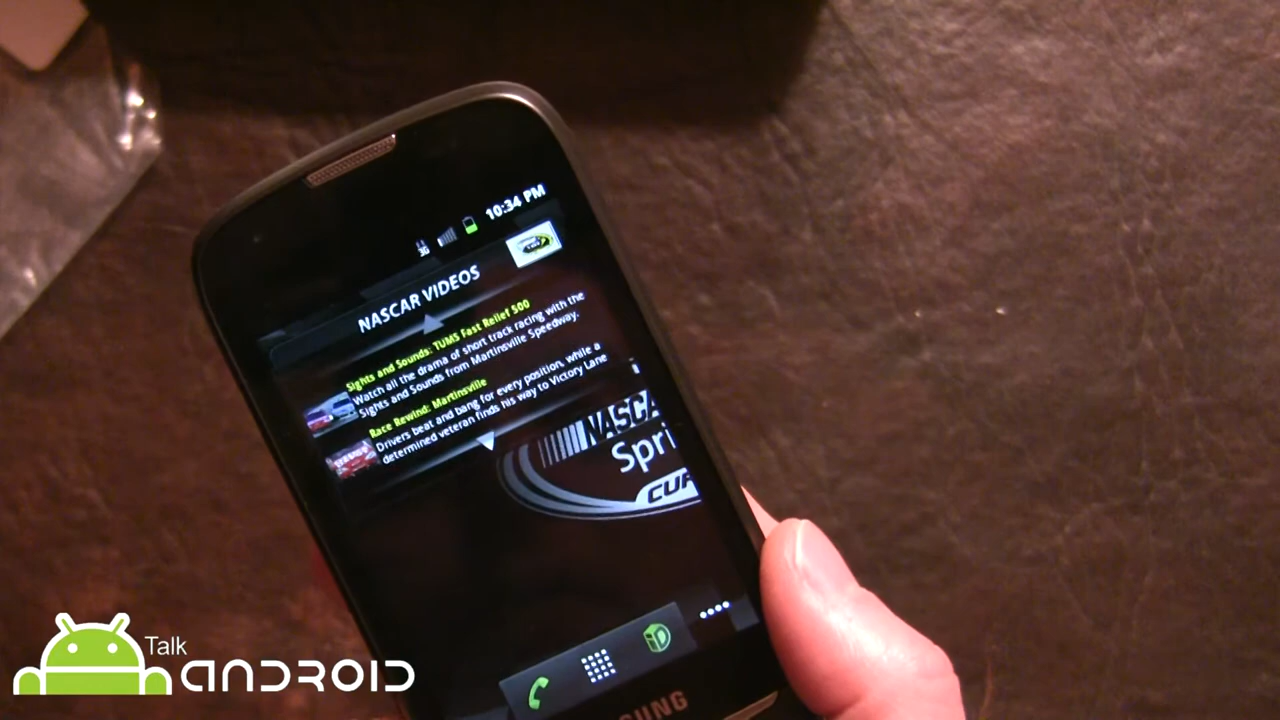 10:34 PM
3G
NASCAR VIDEOS
Sights and Sounds: TUMS Fast Relief 500
Watch all the drama of short track racing with the
Sights and Sounds from Martinsville Speedway.
Race Rewind: Martinsville
Drivers beat and bang for every position, while a
determined veteran finds his way to Victory Lane
NASCA
Spri
CUP
SUNG
Talk
ANDROID